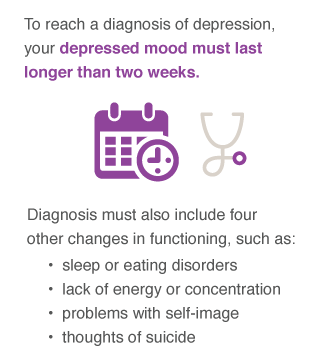 To reach a diagnosis of depression,
your depressed mood must last
longer than two weeks.
Diagnosis must also include four
other changes in functioning, such as:
• sleep or eating disorders
• lack of energy or concentration
• problems with self-image
• thoughts of suicide